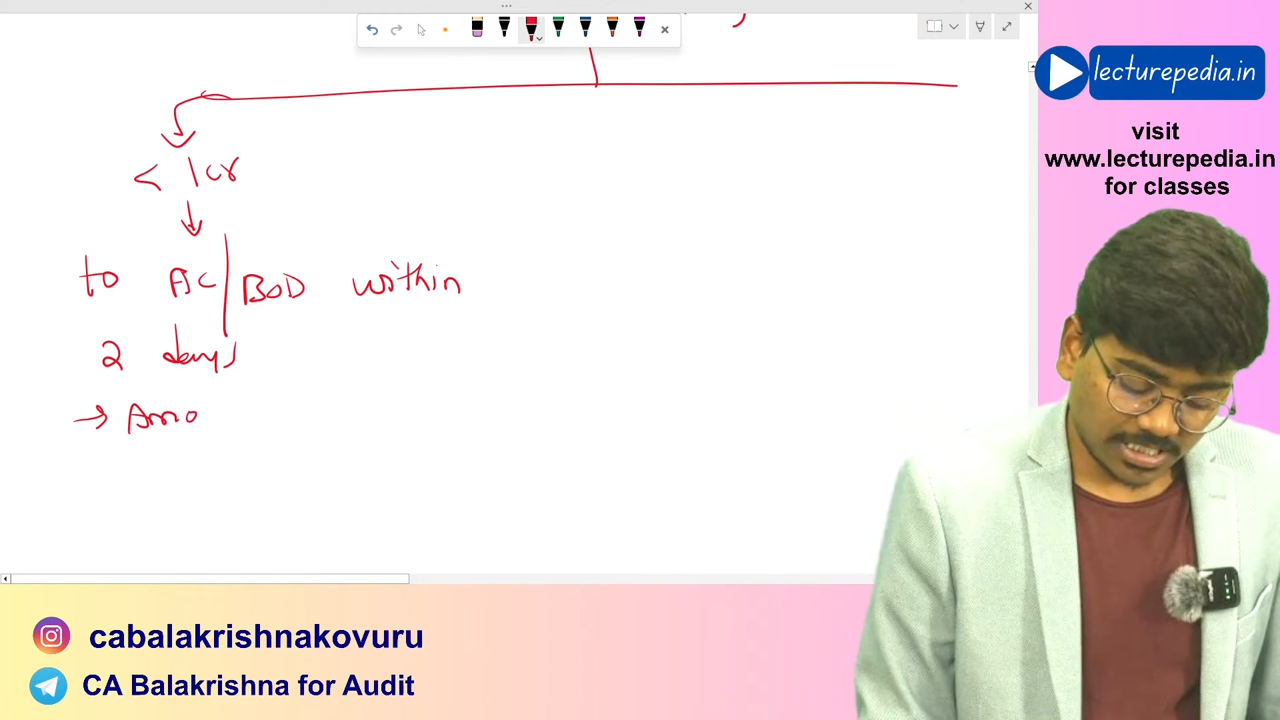 < 1cr
to AC | BOD within
2 days
→ Amo
lecturepedia.in
visit
www.lecturepedia.in
for classes
cabalakrishnakovuru
CA Balakrishna for Audit